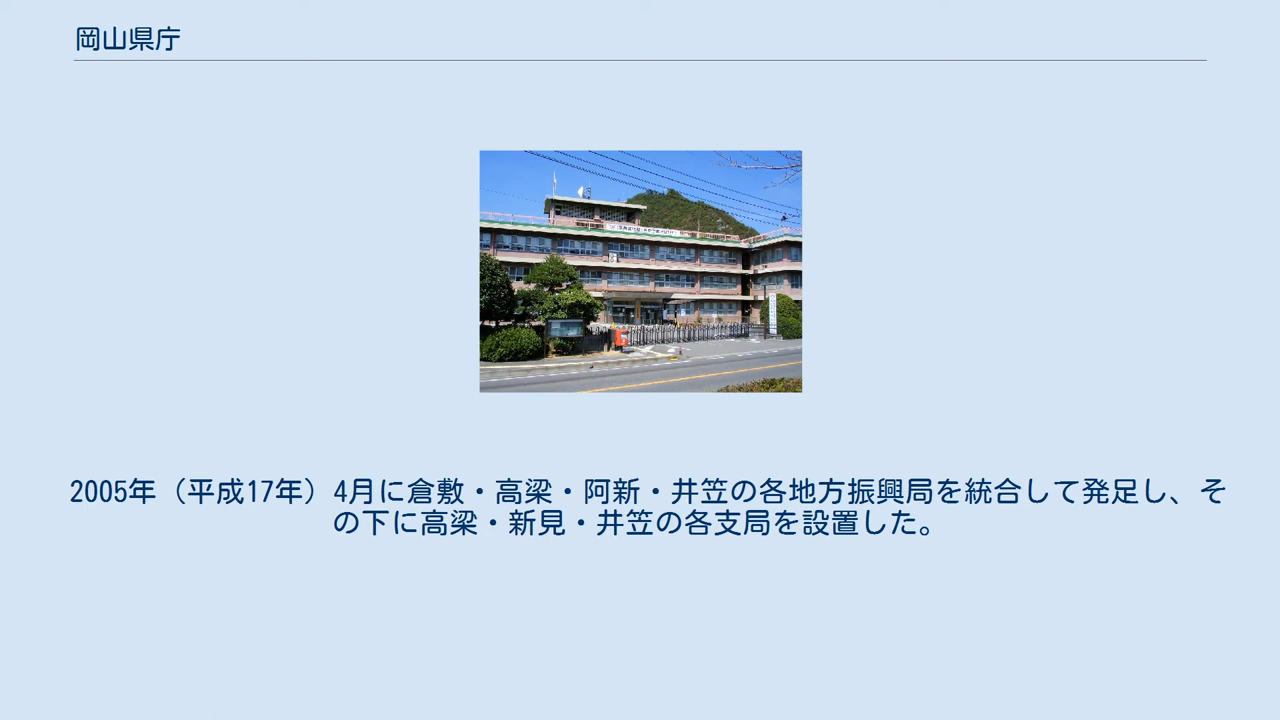 岡山県庁
2005年（平成17年）4月に倉敷・高梁・阿新・井笠の各地方振興局を統合して発足し、そ
の下に高梁・新見・井笠の各支局を設置した。